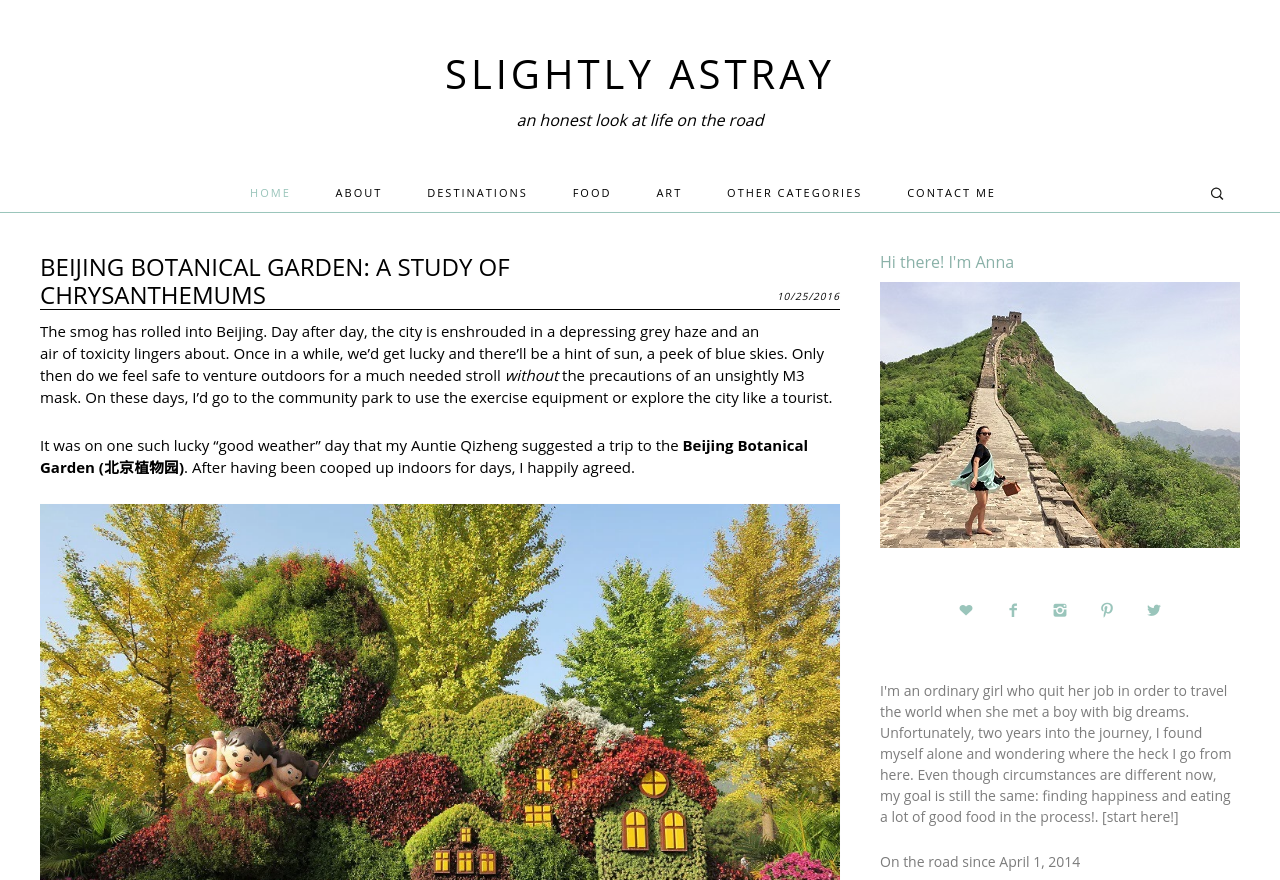 SLIGHTLY ASTRAY
an honest look at life on the road
HOME ABOUT DESTINATIONS FOOD ART OTHER CATEGORIES CONTACT ME
BEIJING BOTANICAL GARDEN: A STUDY OF
CHRYSANTHEMUMS
10/25/2016
The smog has rolled into Beijing. Day after day, the city is enshrouded in a depressing grey haze and an
air of toxicity lingers about. Once in a while, we’d get lucky and there’ll be a hint of sun, a peek of blue skies. Only
then do we feel safe to venture outdoors for a much needed stroll without the precautions of an unsightly M3
mask. On these days, I’d go to the community park to use the exercise equipment or explore the city like a tourist.
It was on one such lucky “good weather” day that my Auntie Qizheng suggested a trip to the Beijing Botanical
Garden (北京植物园). After having been cooped up indoors for days, I happily agreed.
Hi there! I'm Anna
I'm an ordinary girl who quit her job in order to travel
the world when she met a boy with big dreams.
Unfortunately, two years into the journey, I found
myself alone and wondering where the heck I go from
here. Even though circumstances are different now,
my goal is still the same: finding happiness and eating
a lot of good food in the process!. [start here!]
On the road since April 1, 2014